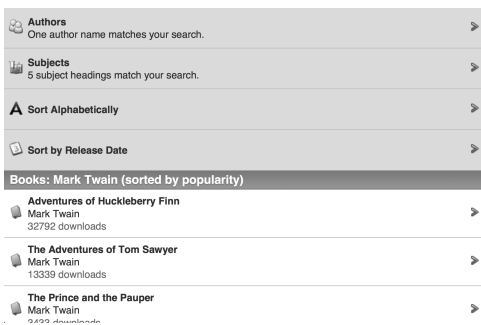 Authors
One author name matches your search.
Subjects
5 subject headings match your search.
Sort Alphabetically
Sort by Release Date
Books: Mark Twain (sorted by popularity)
Adventures of Huckleberry Finn
Mark Twain
32792 downloads
The Adventures of Tom Sawyer
Mark Twain
13339 downloads
The Prince and the Pauper
Mark Twain
3433 downloads